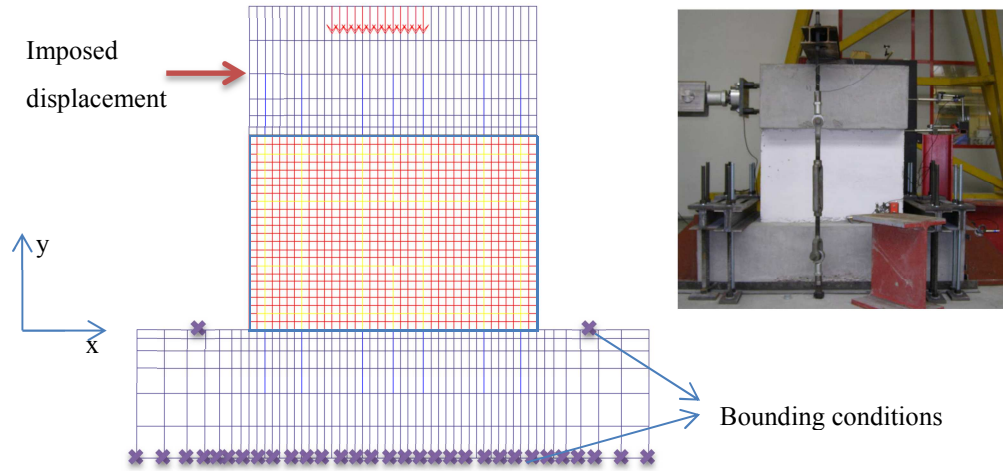 Imposed
displacement
y
x
Bounding conditions